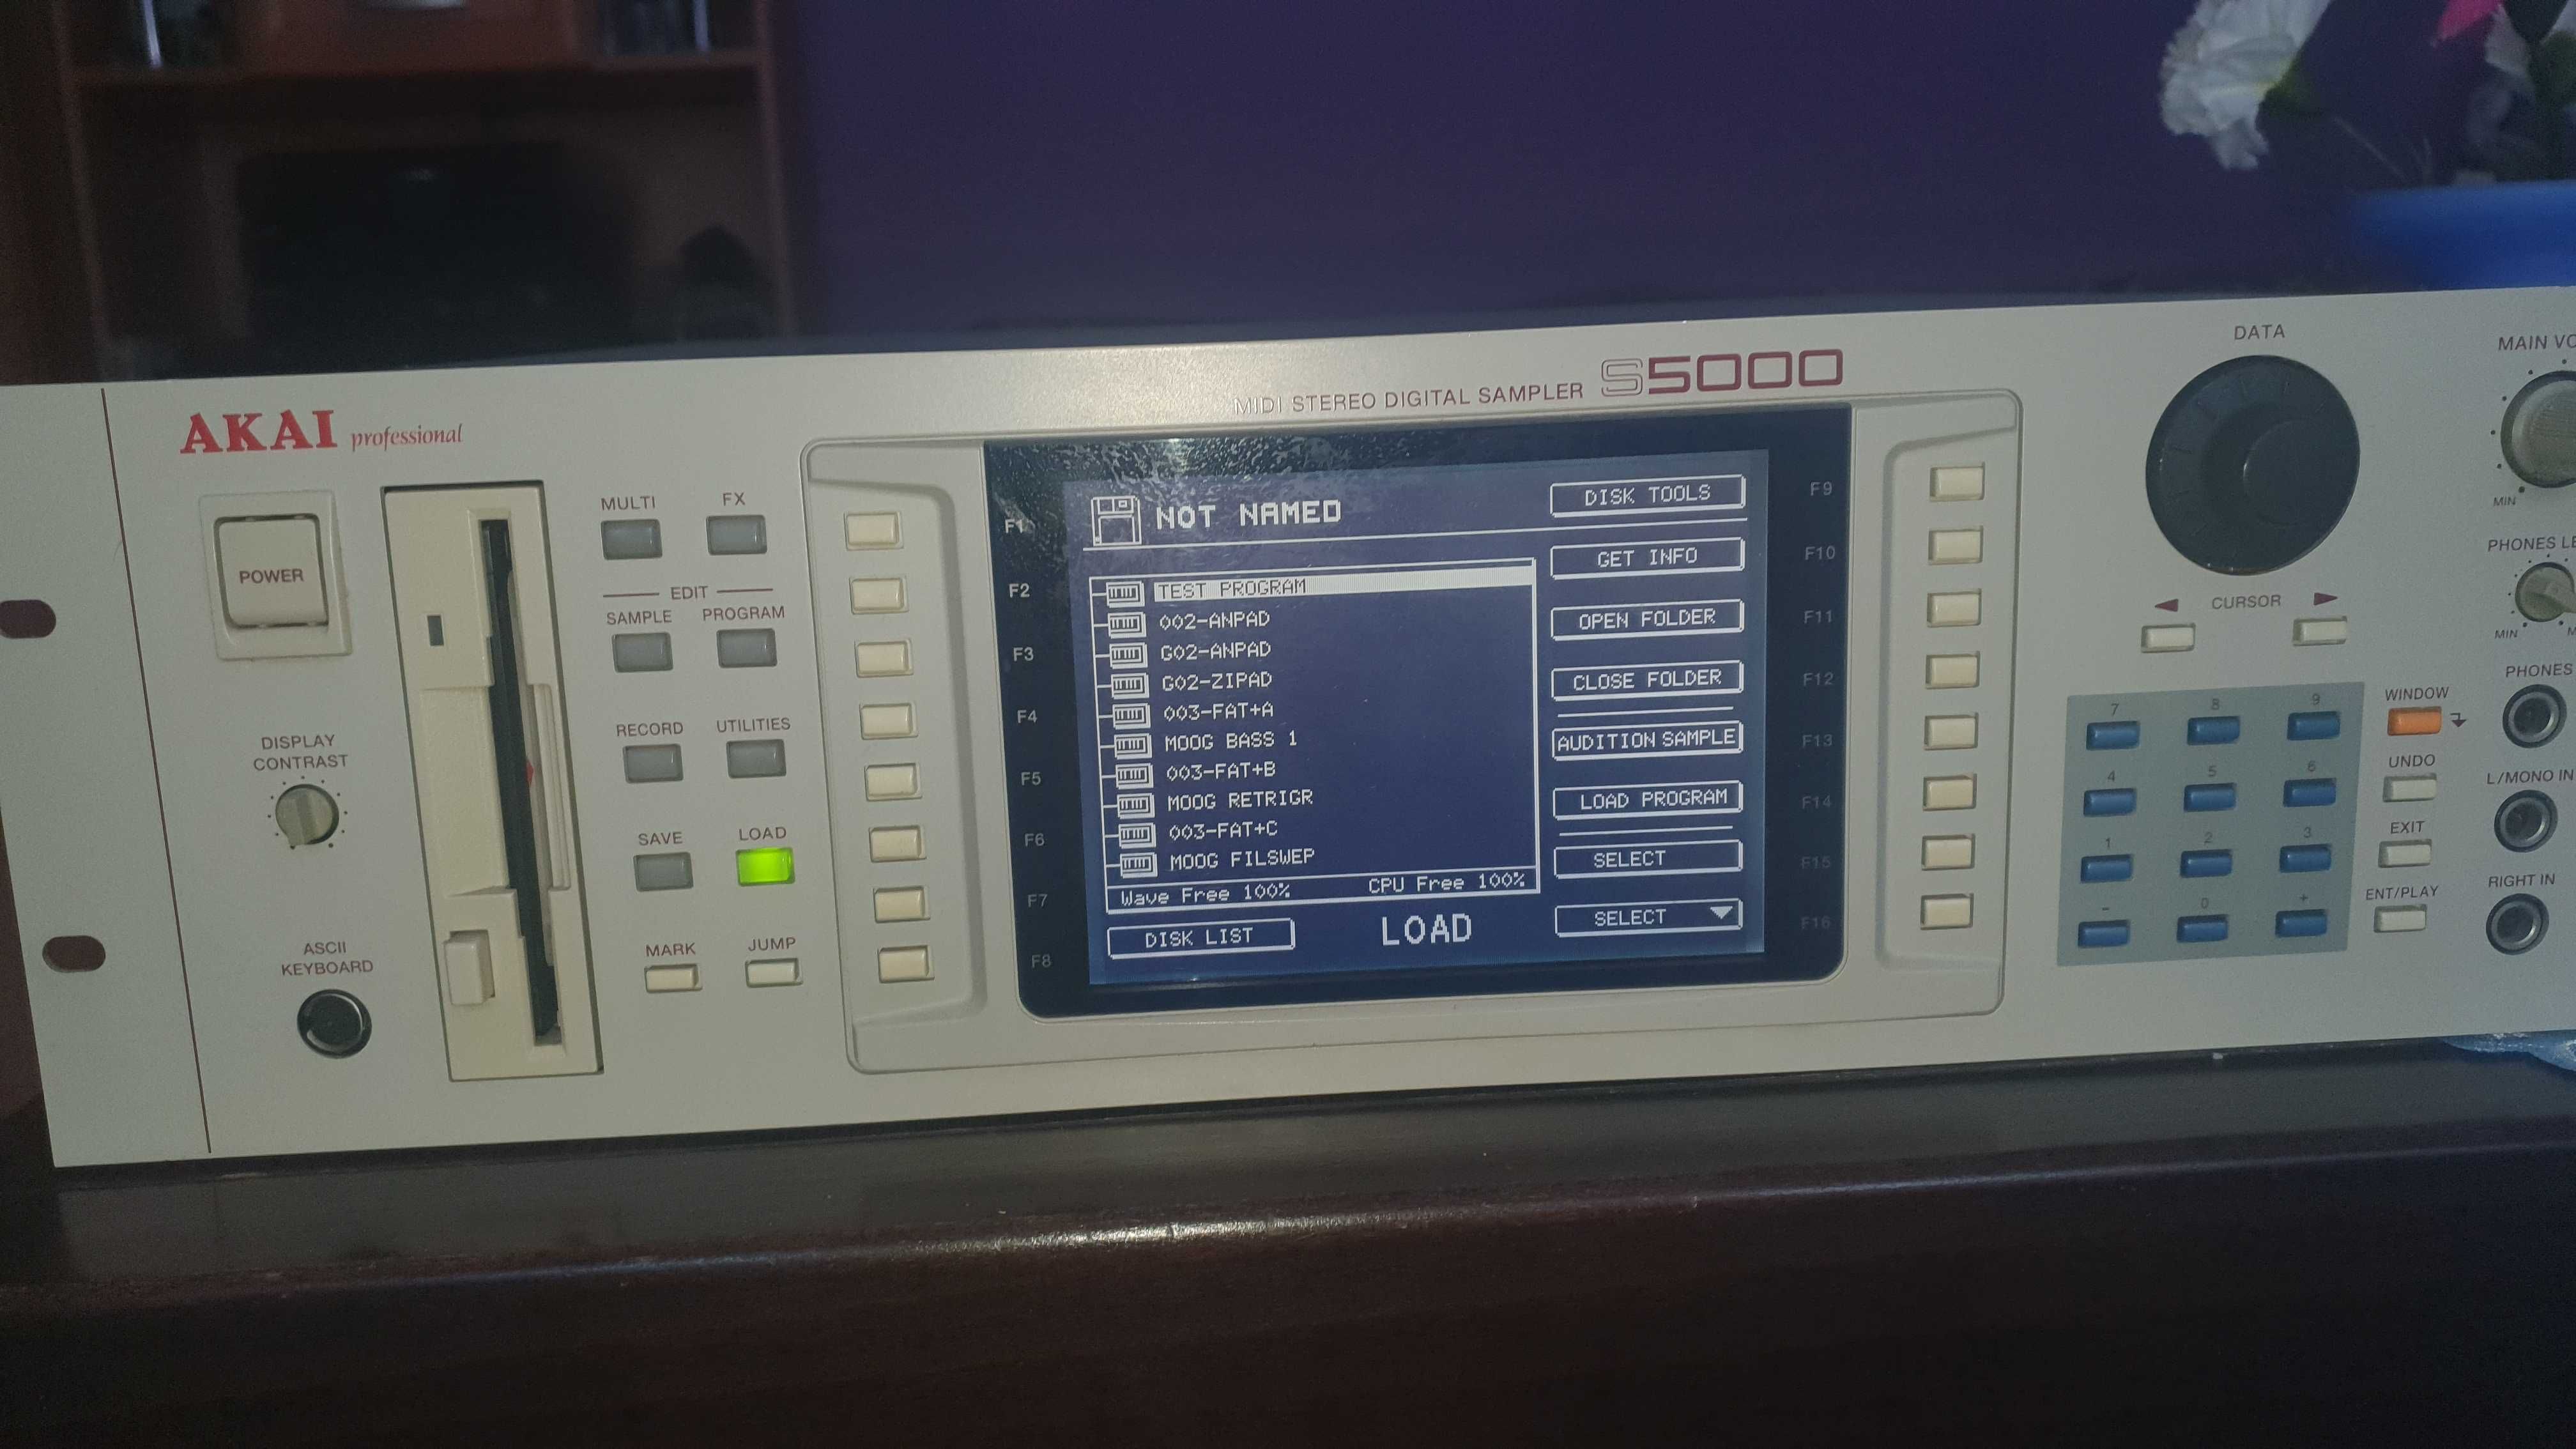 AKAI professional
MIDI STEREO DIGITAL SAMPLER S5000
POWER
DISPLAY
CONTRAST
ASCII
KEYBOARD
MULTI FX
EDIT
SAMPLE PROGRAM
RECORD UTILITIES
SAVE LOAD
MARK JUMP
F1
F2
F3
F4
F5
F6
F7
F8
NOT NAMED
TEST PROGRAM
002-ANPAD
G02-ANPAD
G02-ZIPAD
003-FAT+A
MOOG BASS 1
003-FAT+B
MOOG RETRIGR
003-FAT+C
MOOG FILSWEP
Wave Free 100% CPU Free 100%
DISK LIST LOAD
DISK TOOLS
GET INFO
OPEN FOLDER
CLOSE FOLDER
AUDITION SAMPLE
LOAD PROGRAM
SELECT
SELECT
F9
F10
F11
F12
F13
F14
F15
F16
DATA
CURSOR
7 8 9
4 5 6
1 2 3
- 0 +
WINDOW
UNDO
EXIT
ENT/PLAY
MAIN VO
MIN
PHONES LE
MIN M
PHONES
L/MONO IN
RIGHT IN